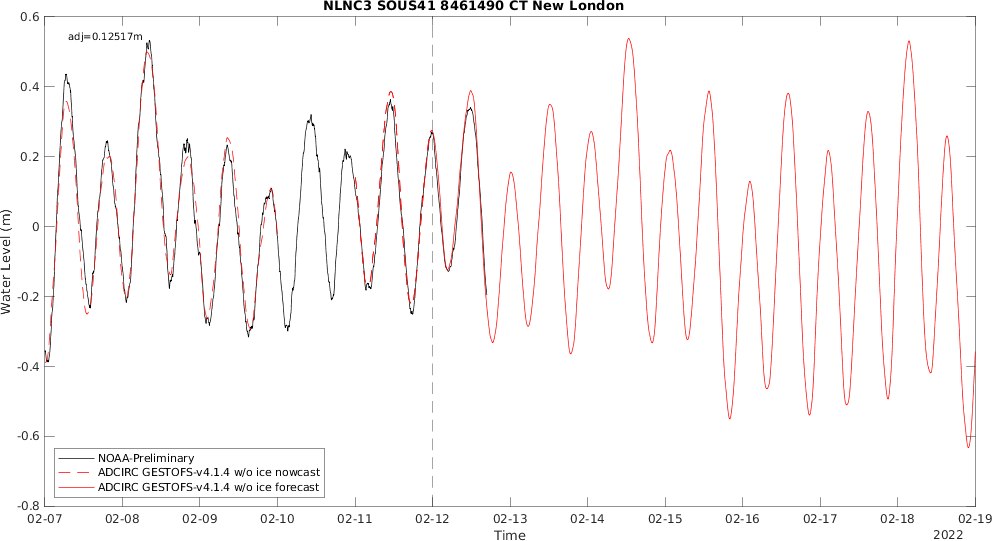 NLNC3 SOUS41 8461490 CT New London
adj=0.12517m
0.6
0.4
0.2
0
-0.2
-0.4
-0.6
-0.8
Water Level (m)
NOAA-Preliminary
ADCIRC GESTOFS-v4.1.4 w/o ice nowcast
ADCIRC GESTOFS-v4.1.4 w/o ice forecast
02-07 02-08 02-09 02-10 02-11 02-12 02-13 02-14 02-15 02-16 02-17 02-18 02-19
Time
2022